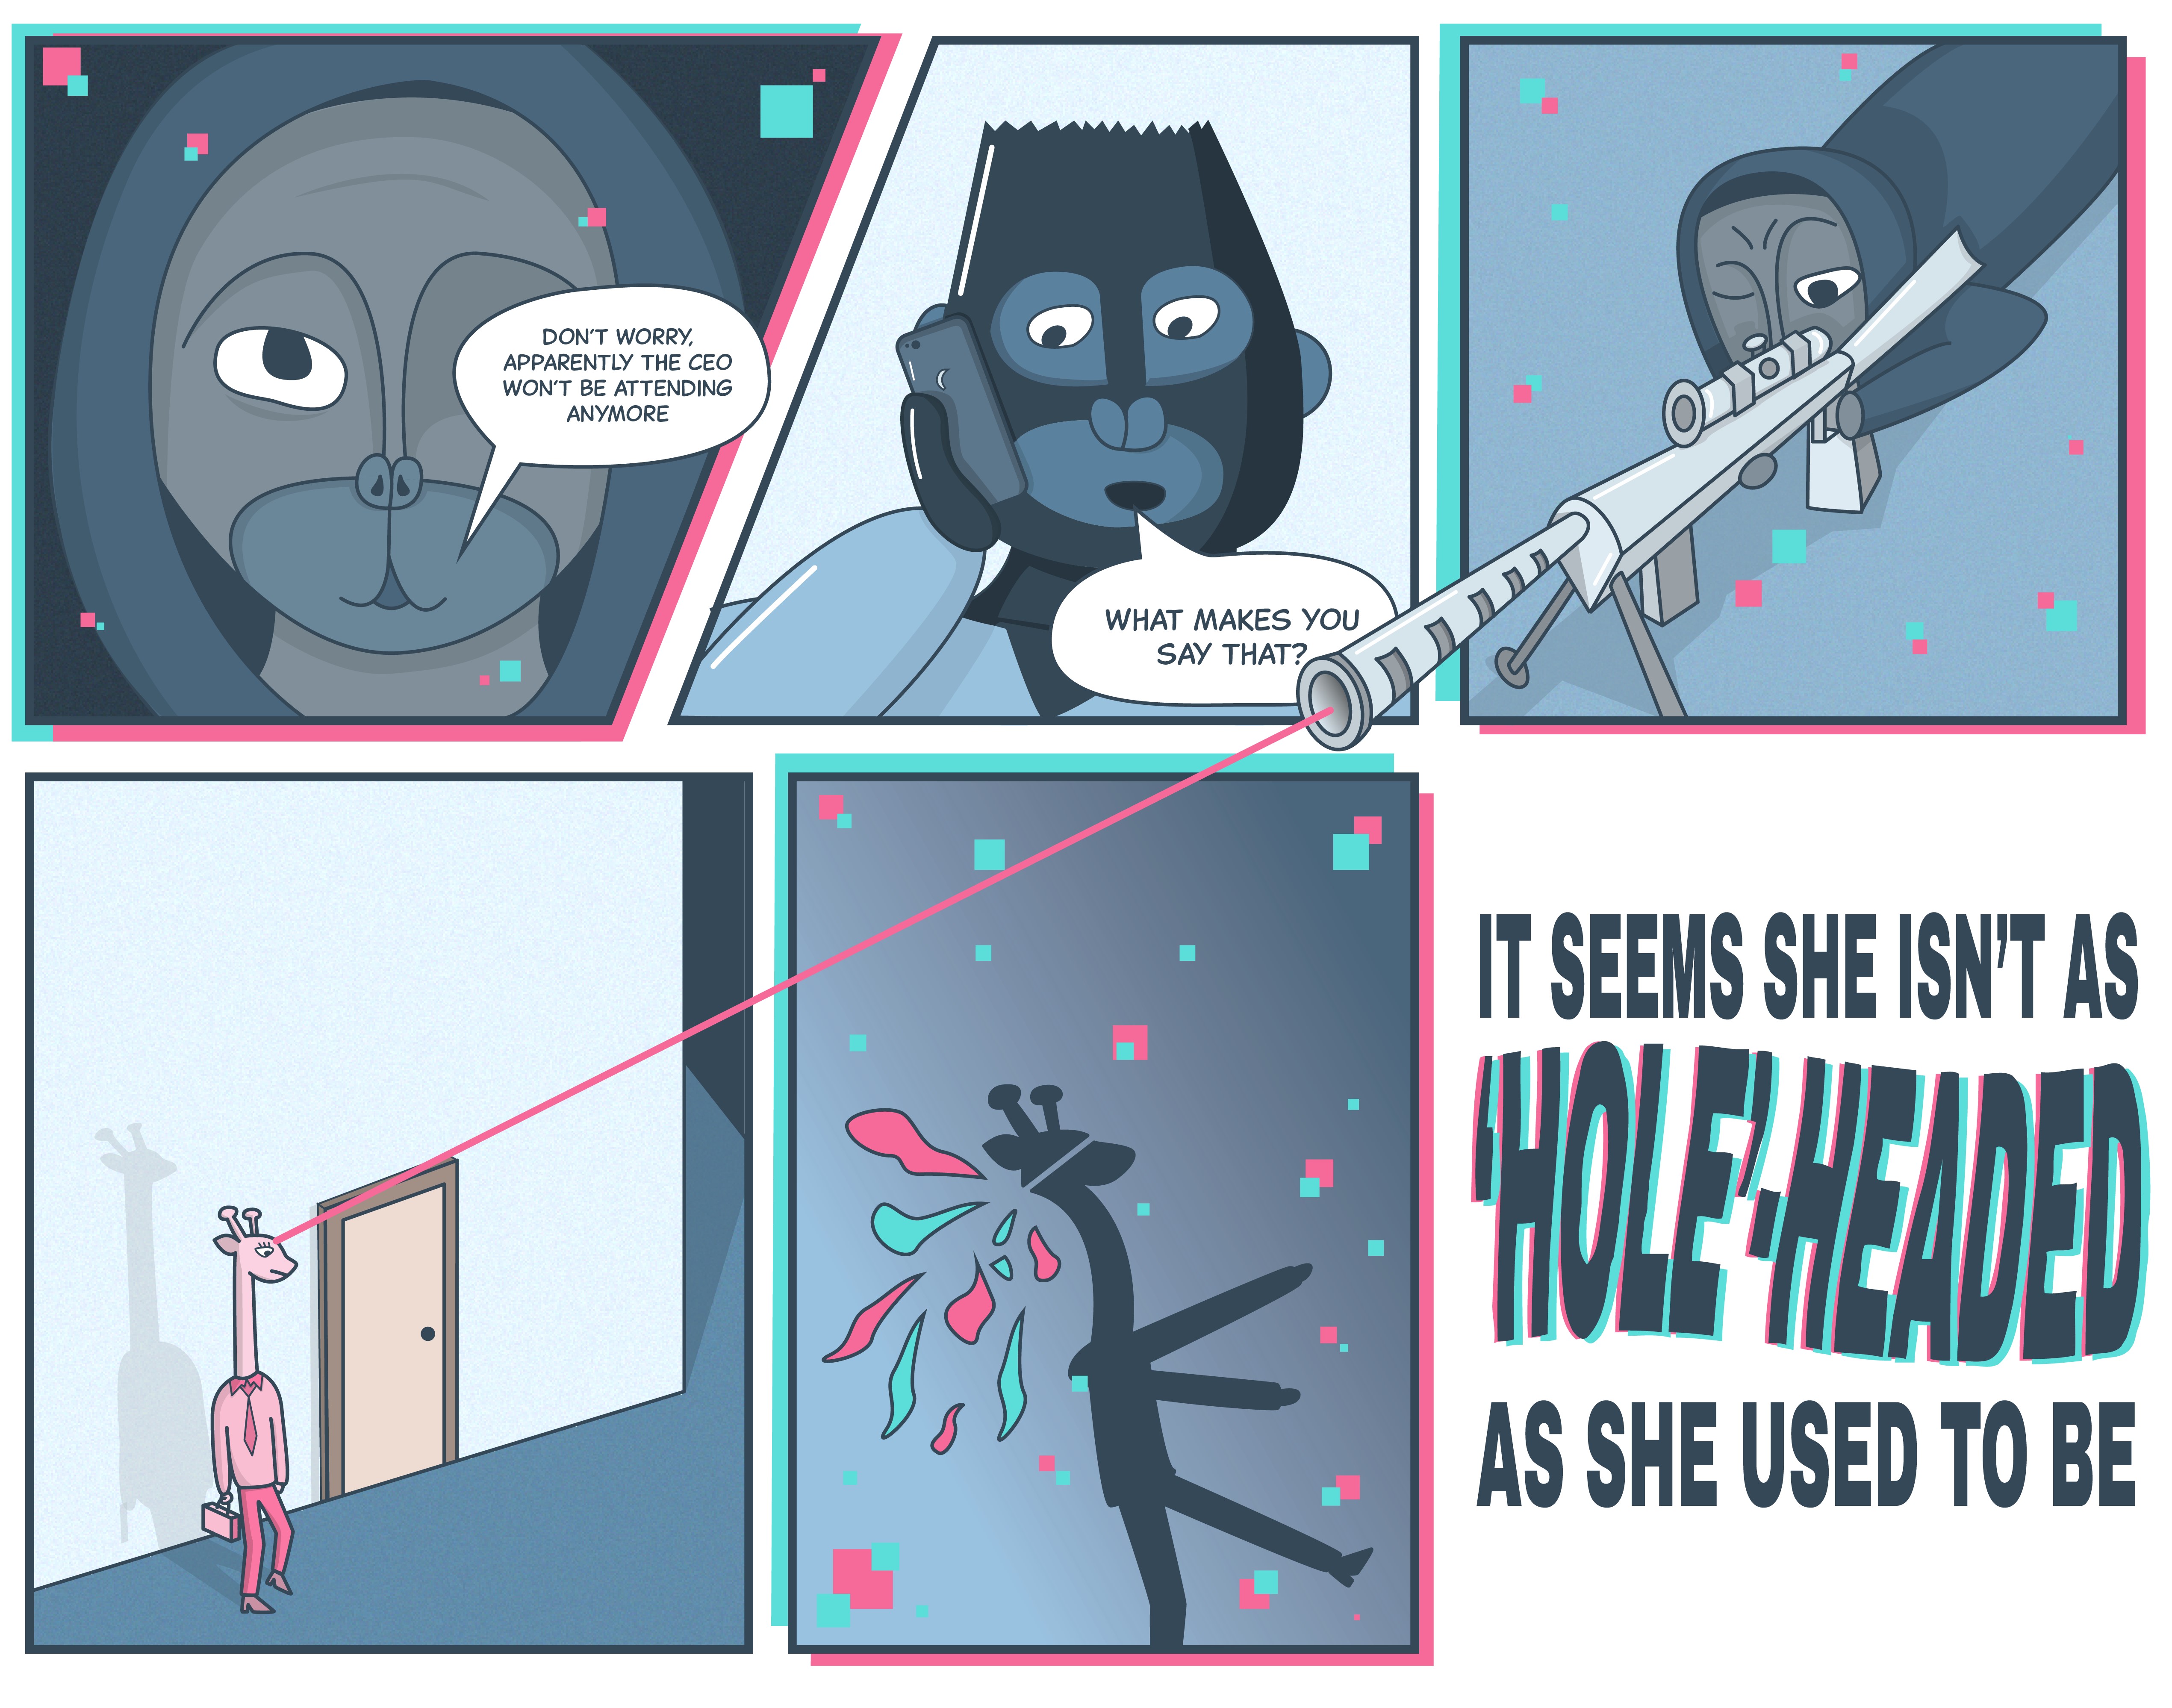 DON'T WORRY,
APPARENTLY THE CEO
WON'T BE ATTENDING
ANYMORE
WHAT MAKES YOU
SAY THAT?
IT SEEMS SHE ISN'T AS
'HOLE'-HEADED
AS SHE USED TO BE